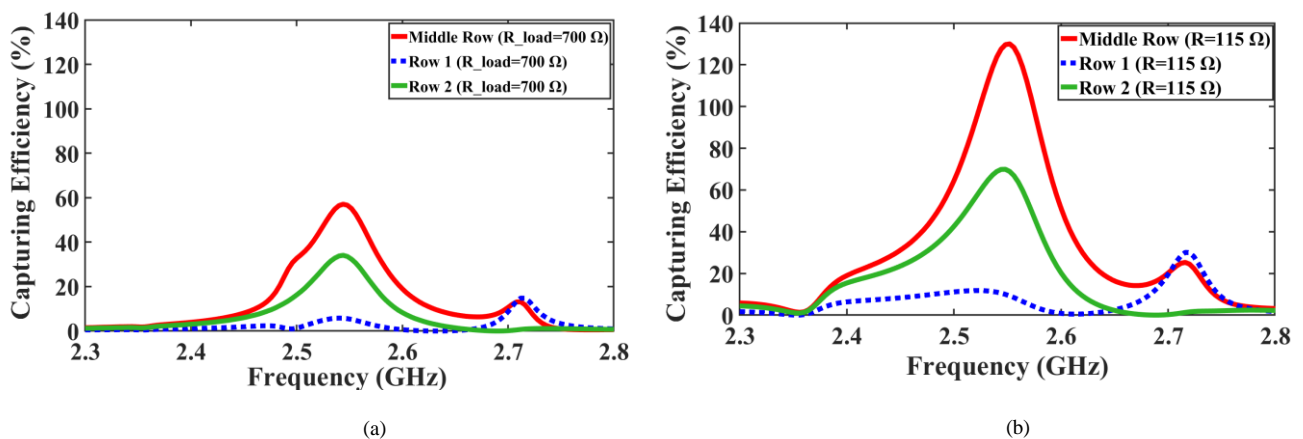 Capturing Efficiency (%)
140
120
100
80
60
40
20
0
Middle Row (R_load=700 Ω)
Row 1 (R_load=700 Ω)
Row 2 (R_load=700 Ω)
2.3 2.4 2.5 2.6 2.7 2.8
Frequency (GHz)
(a)
Capturing Efficiency (%)
140
120
100
80
60
40
20
0
Middle Row (R=115 Ω)
Row 1 (R=115 Ω)
Row 2 (R=115 Ω)
2.3 2.4 2.5 2.6 2.7 2.8
Frequency (GHz)
(b)